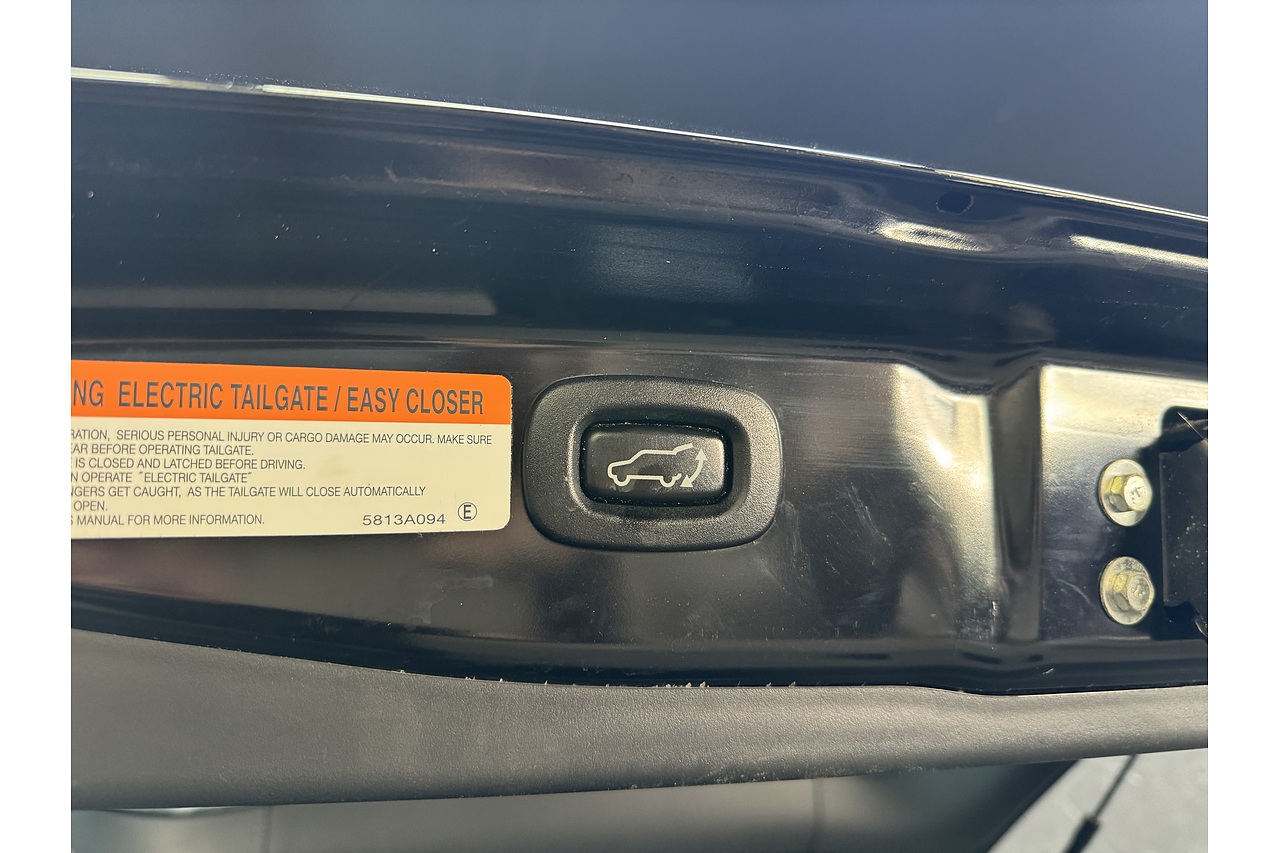 NG ELECTRIC TAILGATE / EASY CLOSER
RATION, SERIOUS PERSONAL INJURY OR CARGO DAMAGE MAY OCCUR. MAKE SURE
EAR BEFORE OPERATING TAILGATE.
E IS CLOSED AND LATCHED BEFORE DRIVING.
N OPERATE "ELECTRIC TAILGATE"
NGERS GET CAUGHT, AS THE TAILGATE WILL CLOSE AUTOMATICALLY
OPEN.
S MANUAL FOR MORE INFORMATION.
5813A094 Ⓔ